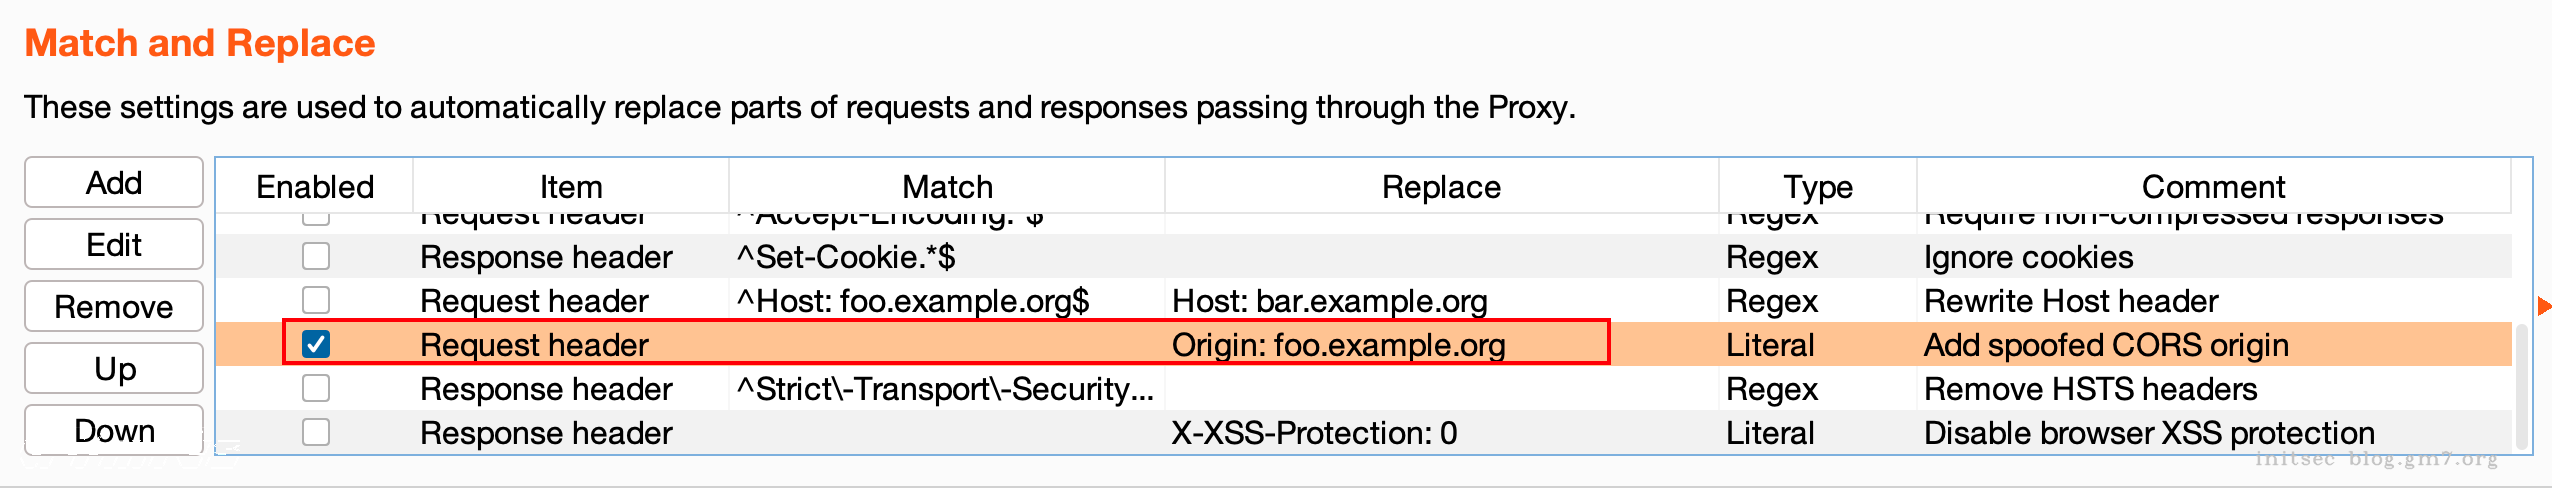 Match and Replace
These settings are used to automatically replace parts of requests and responses passing through the Proxy.
Add
Edit
Remove
Up
Down
Enabled Item Match Replace Type Comment
Request header ^Accept-Encoding.*$ Regex Require non-compressed responses
Response header ^Set-Cookie.*$ Regex Ignore cookies
Request header ^Host: foo.example.org$ Host: bar.example.org Regex Rewrite Host header
Request header Origin: foo.example.org Literal Add spoofed CORS origin
Response header ^Strict\-Transport\-Security... Regex Remove HSTS headers
Response header X-XSS-Protection: 0 Literal Disable browser XSS protection
initsec blog.gm7.org